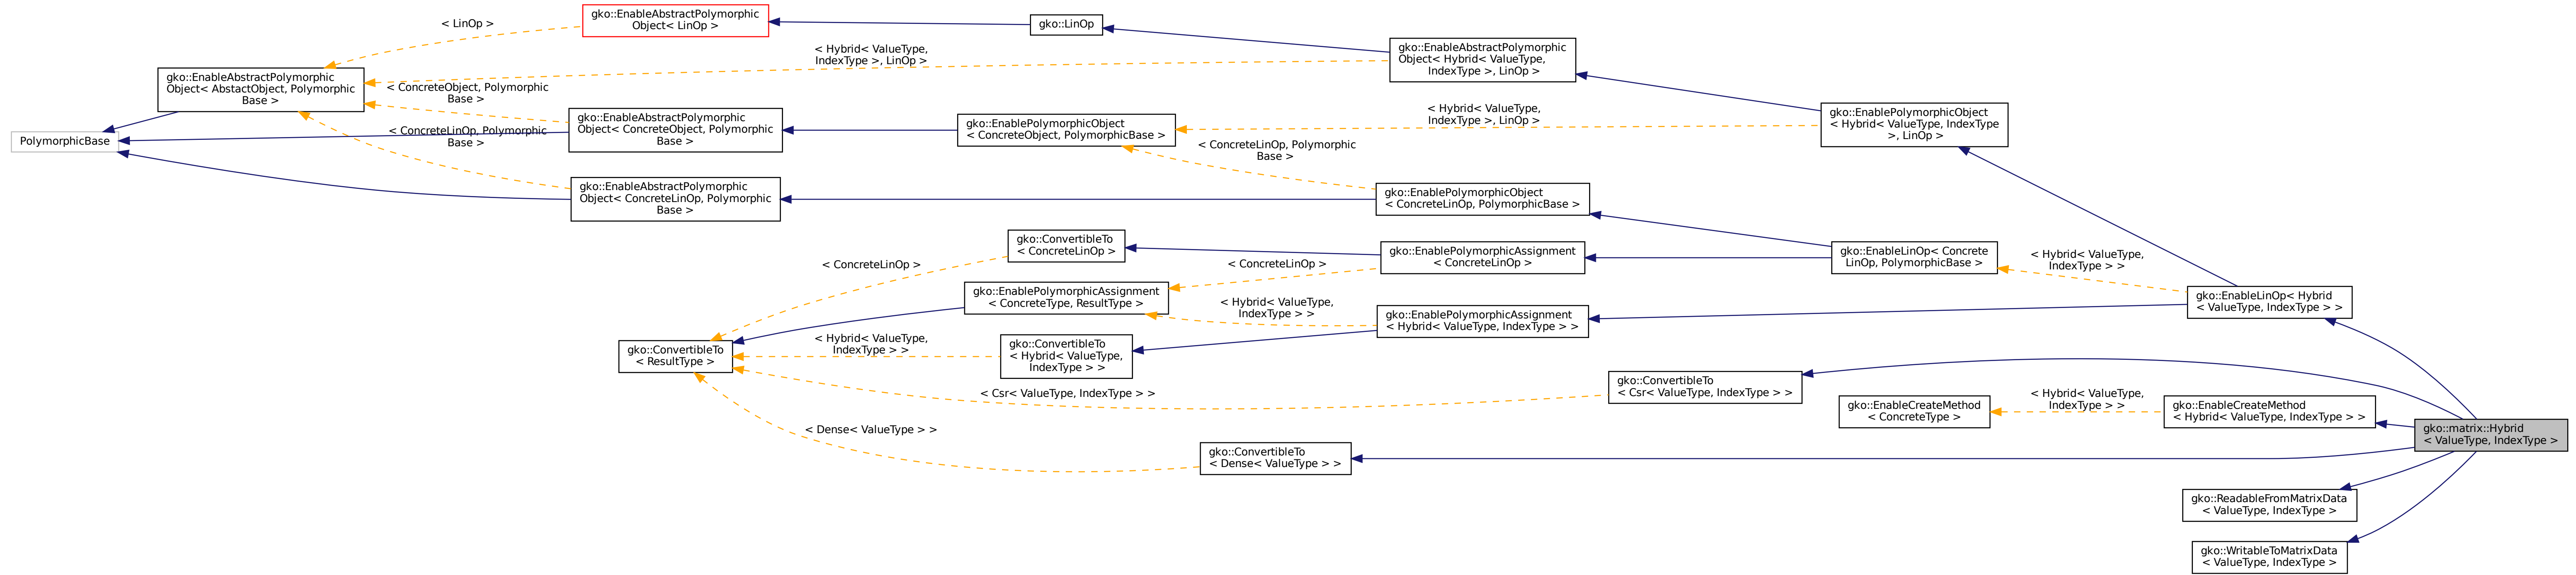 < LinOp >
gko::EnableAbstractPolymorphic
Object< LinOp >
gko::LinOp
gko::EnableAbstractPolymorphic
Object< Hybrid< ValueType,
IndexType >, LinOp >
< Hybrid< ValueType,
IndexType >, LinOp >
gko::EnableAbstractPolymorphic
Object< AbstactObject, Polymorphic
Base >
< ConcreteObject, Polymorphic
Base >
gko::EnableAbstractPolymorphic
Object< ConcreteObject, Polymorphic
Base >
gko::EnablePolymorphicObject
< ConcreteObject, PolymorphicBase >
< Hybrid< ValueType,
IndexType >, LinOp >
gko::EnablePolymorphicObject
< Hybrid< ValueType, IndexType
>, LinOp >
PolymorphicBase
< ConcreteLinOp, Polymorphic
Base >
< ConcreteLinOp, Polymorphic
Base >
gko::EnableAbstractPolymorphic
Object< ConcreteLinOp, Polymorphic
Base >
gko::EnablePolymorphicObject
< ConcreteLinOp, PolymorphicBase >
gko::ConvertibleTo
< ConcreteLinOp >
gko::EnablePolymorphicAssignment
< ConcreteLinOp >
gko::EnableLinOp< Concrete
LinOp, PolymorphicBase >
< Hybrid< ValueType,
IndexType > >
< ConcreteLinOp >
< ConcreteLinOp >
gko::EnablePolymorphicAssignment
< ConcreteType, ResultType >
< Hybrid< ValueType,
IndexType > >
gko::EnablePolymorphicAssignment
< Hybrid< ValueType, IndexType > >
gko::EnableLinOp< Hybrid
< ValueType, IndexType > >
gko::ConvertibleTo
< ResultType >
< Hybrid< ValueType,
IndexType > >
gko::ConvertibleTo
< Hybrid< ValueType,
IndexType > >
< Csr< ValueType, IndexType > >
gko::ConvertibleTo
< Csr< ValueType, IndexType > >
gko::EnableCreateMethod
< ConcreteType >
< Hybrid< ValueType,
IndexType > >
gko::EnableCreateMethod
< Hybrid< ValueType, IndexType > >
gko::matrix::Hybrid
< ValueType, IndexType >
< Dense< ValueType > >
gko::ConvertibleTo
< Dense< ValueType > >
gko::ReadableFromMatrixData
< ValueType, IndexType >
gko::WritableToMatrixData
< ValueType, IndexType >